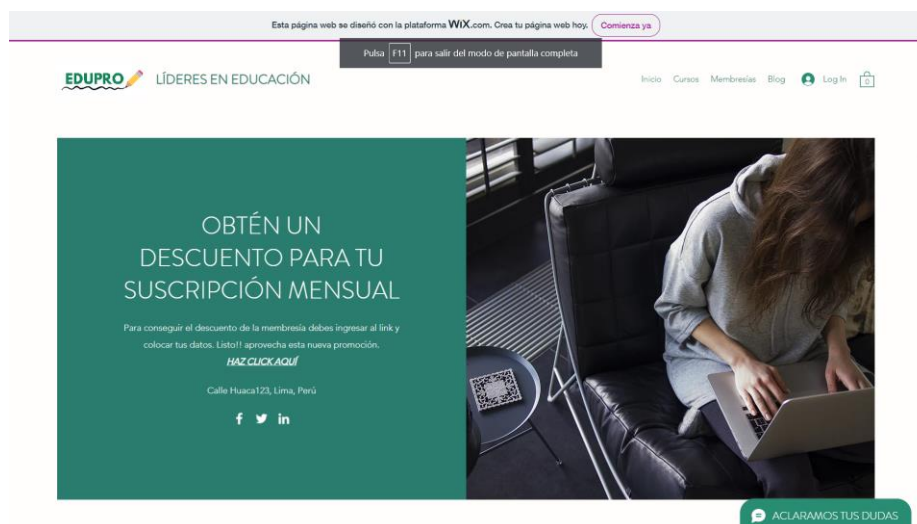 Esta página web se diseñó con la plataforma WiX.com. Crea tu página web hoy. Comienza ya
Pulsa F11 para salir del modo de pantalla completa
EDUPRO LÍDERES EN EDUCACIÓN
Inicio Cursos Membresías Blog Log In 0
OBTÉN UN
DESCUENTO PARA TU
SUSCRIPCIÓN MENSUAL
Para conseguir el descuento de la membresía debes ingresar al link y
colocar tus datos. Listo!! aprovecha esta nueva promoción.
HAZ CLICK AQUÍ
Calle Huaca123, Lima, Perú
f in
ACLARAMOS TUS DUDAS